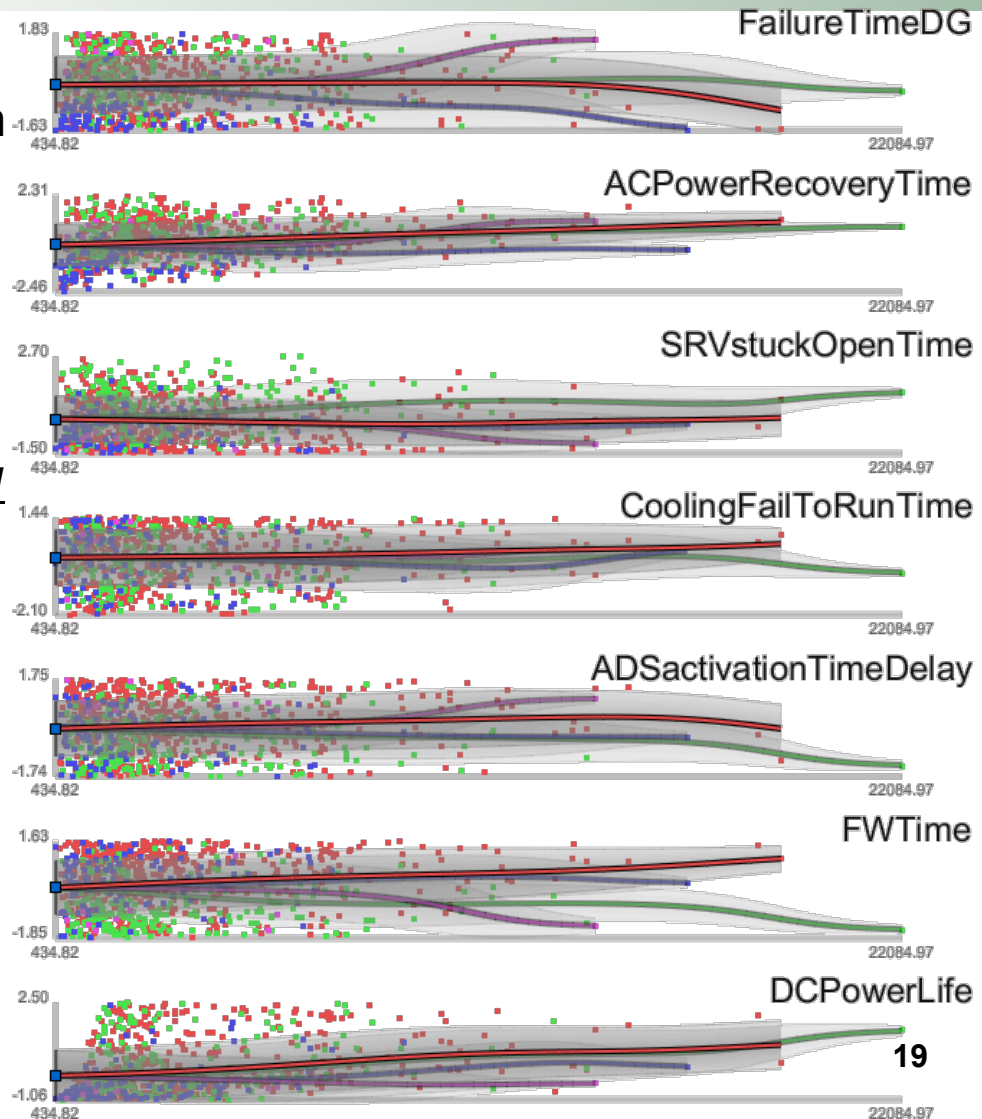 FailureTimeDG
1.83
n
-1.63
434.82 22084.97
ACPowerRecoveryTime
2.31
-2.46
434.82 22084.97
SRVstuckOpenTime
2.70
-1.50
434.82 22084.97
CoolingFailToRunTime
1.44
-2.10
434.82 22084.97
ADSactivationTimeDelay
1.75
-1.74
434.82 22084.97
FWTime
1.63
-1.85
434.82 22084.97
DCPowerLife
2.50
19
-1.06
434.82 22084.97